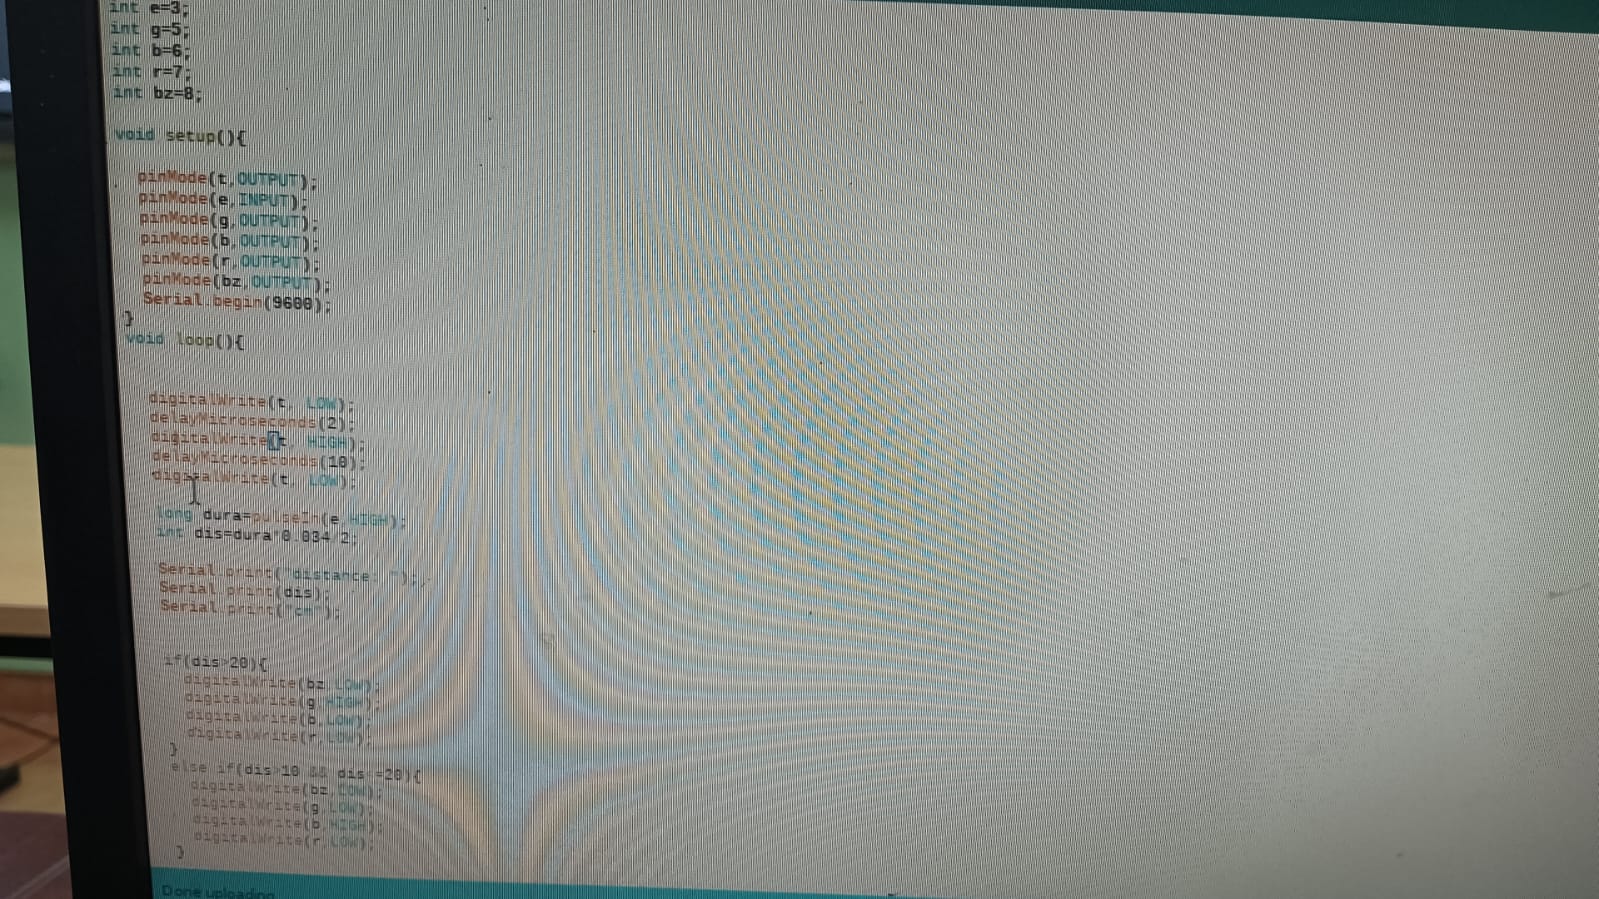 int e=3;
int g=5;
int b=6;
int r=7;
int bz=8;
void setup(){
pinMode(t,OUTPUT);
pinMode(e,INPUT);
pinMode(g,OUTPUT);
pinMode(b,OUTPUT);
pinMode(r,OUTPUT);
pinMode(bz,OUTPUT);
Serial.begin(9600);
}
void loop(){
digitalWrite(t, LOW);
delayMicroseconds(2);
digitalWrite(t, HIGH);
delayMicroseconds(10);
digitalWrite(t, LOW);
long dura=pulseIn(e,HIGH);
int dis=dura*0.034/2;
Serial.print("distance: ");
Serial.print(dis);
Serial.print("cm");
if(dis>20){
digitalWrite(bz,LOW);
digitalWrite(g,HIGH);
digitalWrite(b,LOW);
digitalWrite(r,LOW);
}
else if(dis>10 && dis<=20){
digitalWrite(bz,LOW);
digitalWrite(g,LOW);
digitalWrite(b,HIGH);
digitalWrite(r,LOW);
}
Done uploading